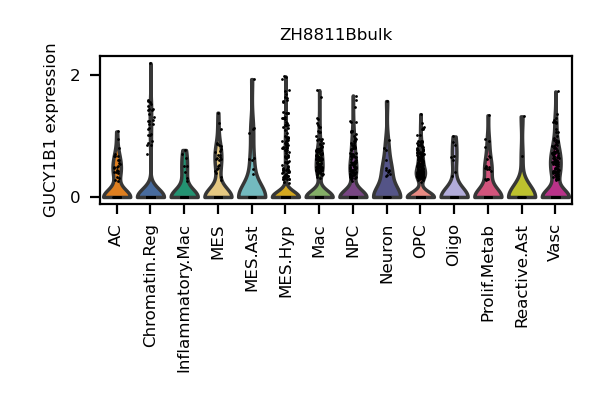 ZH8811Bbulk
GUCY1B1 expression
2
0
AC
Chromatin.Reg
Inflammatory.Mac
MES
MES.Ast
MES.Hyp
Mac
NPC
Neuron
OPC
Oligo
Prolif.Metab
Reactive.Ast
Vasc